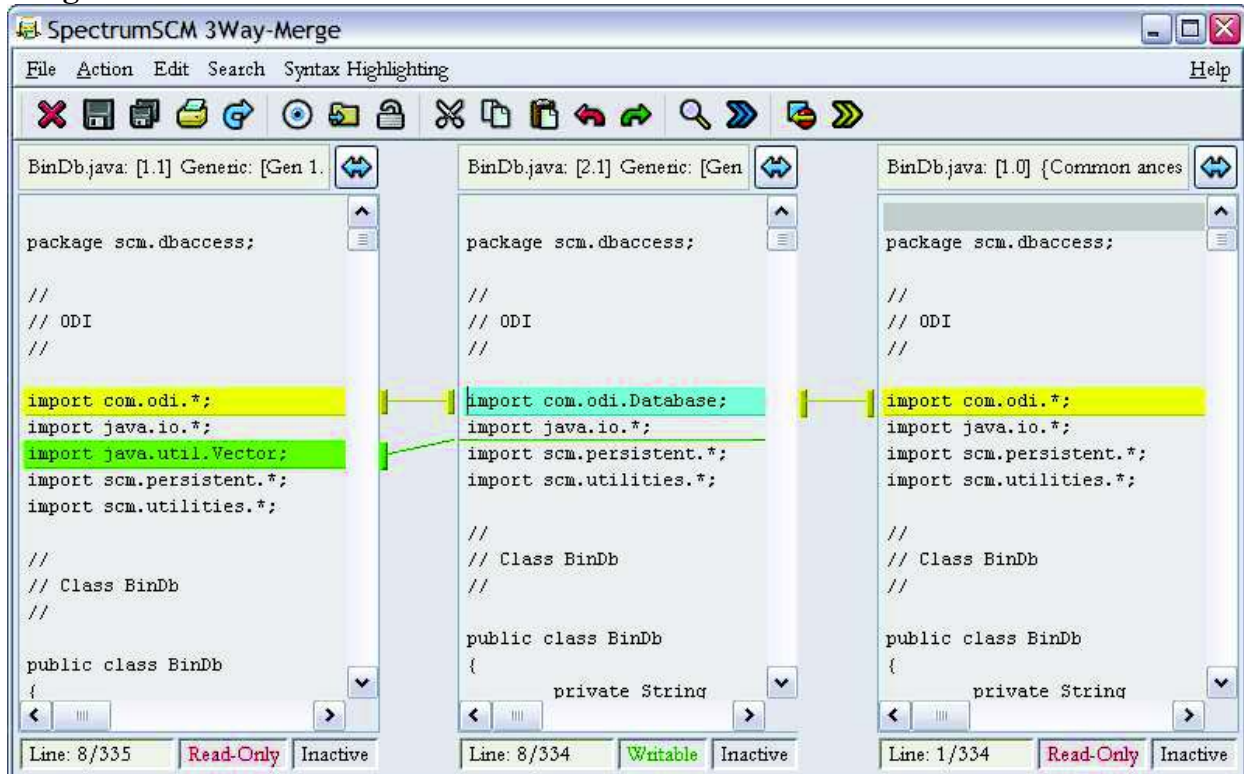 SpectrumSCM 3Way-Merge
File Action Edit Search Syntax Highlighting Help
BinDb.java: [1.1] Generic: [Gen 1.
package scm.dbaccess;
//
// ODI
//
import com.odi.*;
import java.io.*;
import java.util.Vector;
import scm.persistent.*;
import scm.utilities.*;
//
// Class BinDb
//
public class BinDb
{
Line: 8/335 Read-Only Inactive
BinDb.java: [2.1] Generic: [Gen
package scm.dbaccess;
//
// ODI
//
import com.odi.Database;
import java.io.*;
import scm.persistent.*;
import scm.utilities.*;
//
// Class BinDb
//
public class BinDb
{
private String
Line: 8/334 Writable Inactive
BinDb.java: [1.0] {Common ances
package scm.dbaccess;
//
// ODI
//
import com.odi.*;
import java.io.*;
import scm.persistent.*;
import scm.utilities.*;
//
// Class BinDb
//
public class BinDb
{
private String
Line: 1/334 Read-Only Inactive